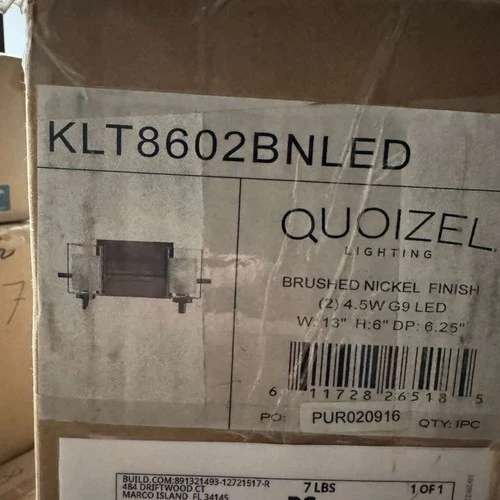 KLT8602BNLED
QUOIZEL
LIGHTING
BRUSHED NICKEL FINISH
(2) 4.5W G9 LED
W: 13" H:6" DP: 6.25"
6 11728 26518 5
PO: PUR020916 QTY: IPC
BUILD.COM:891321493-12721517-R
484 DRIFTWOOD CT
MARCO ISLAND FL 34145
7 LBS
1 OF 1
7